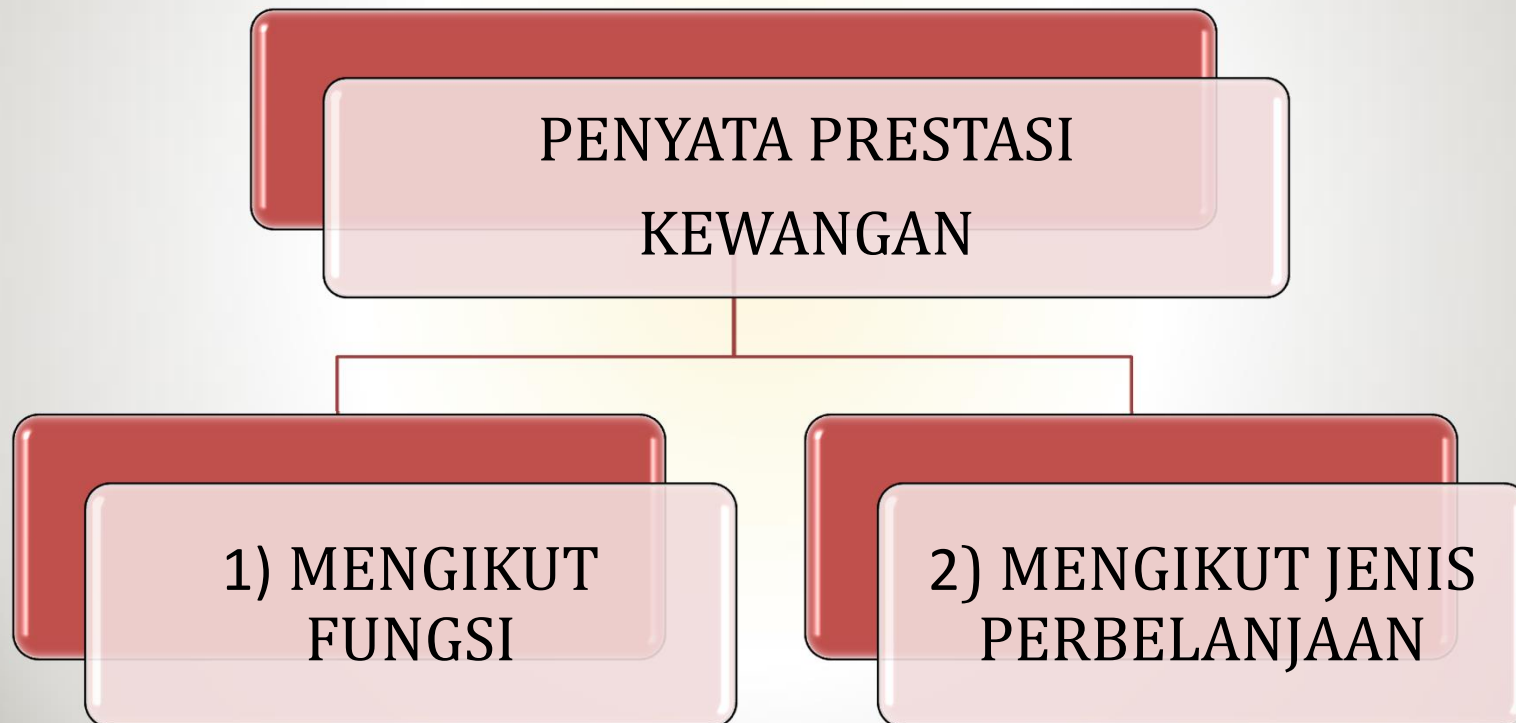 PENYATA PRESTASI
KEWANGAN
1) MENGIKUT
FUNGSI
2) MENGIKUT JENIS
PERBELANJAAN